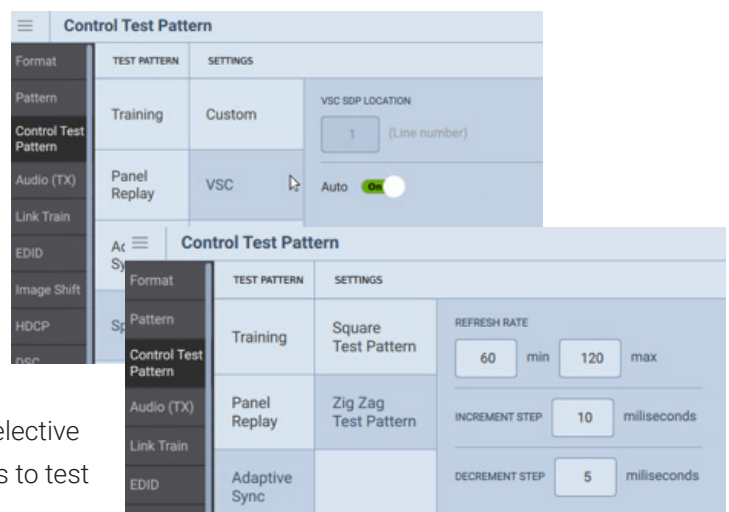 Control Test Pattern
Format
TEST PATTERN
SETTINGS
Pattern
Control Test
Pattern
Audio (TX)
Link Train
EDID
Image Shift
HDCP
DSC
Training
Custom
Panel
Replay
VSC
VSC SDP LOCATION
1 (Line number)
Auto On
Control Test Pattern
Format
TEST PATTERN
SETTINGS
Pattern
Control Test
Pattern
Audio (TX)
Link Train
EDID
Training
Square
Test Pattern
Panel
Replay
Zig Zag
Test Pattern
Adaptive
Sync
REFRESH RATE
60 min 120 max
INCREMENT STEP 10 miliseconds
DECREMENT STEP 5 miliseconds
elective
s to test